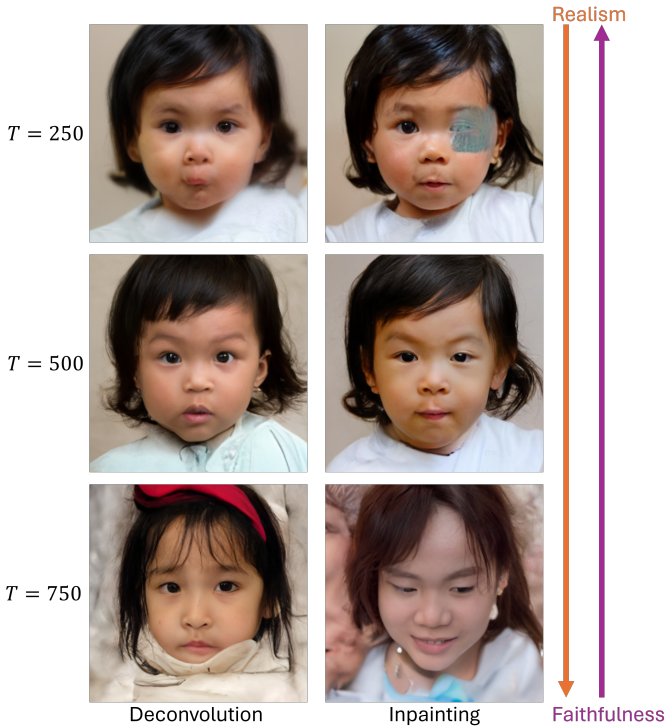 Realism
T = 250
T = 500
T = 750
Deconvolution
Inpainting
Faithfulness